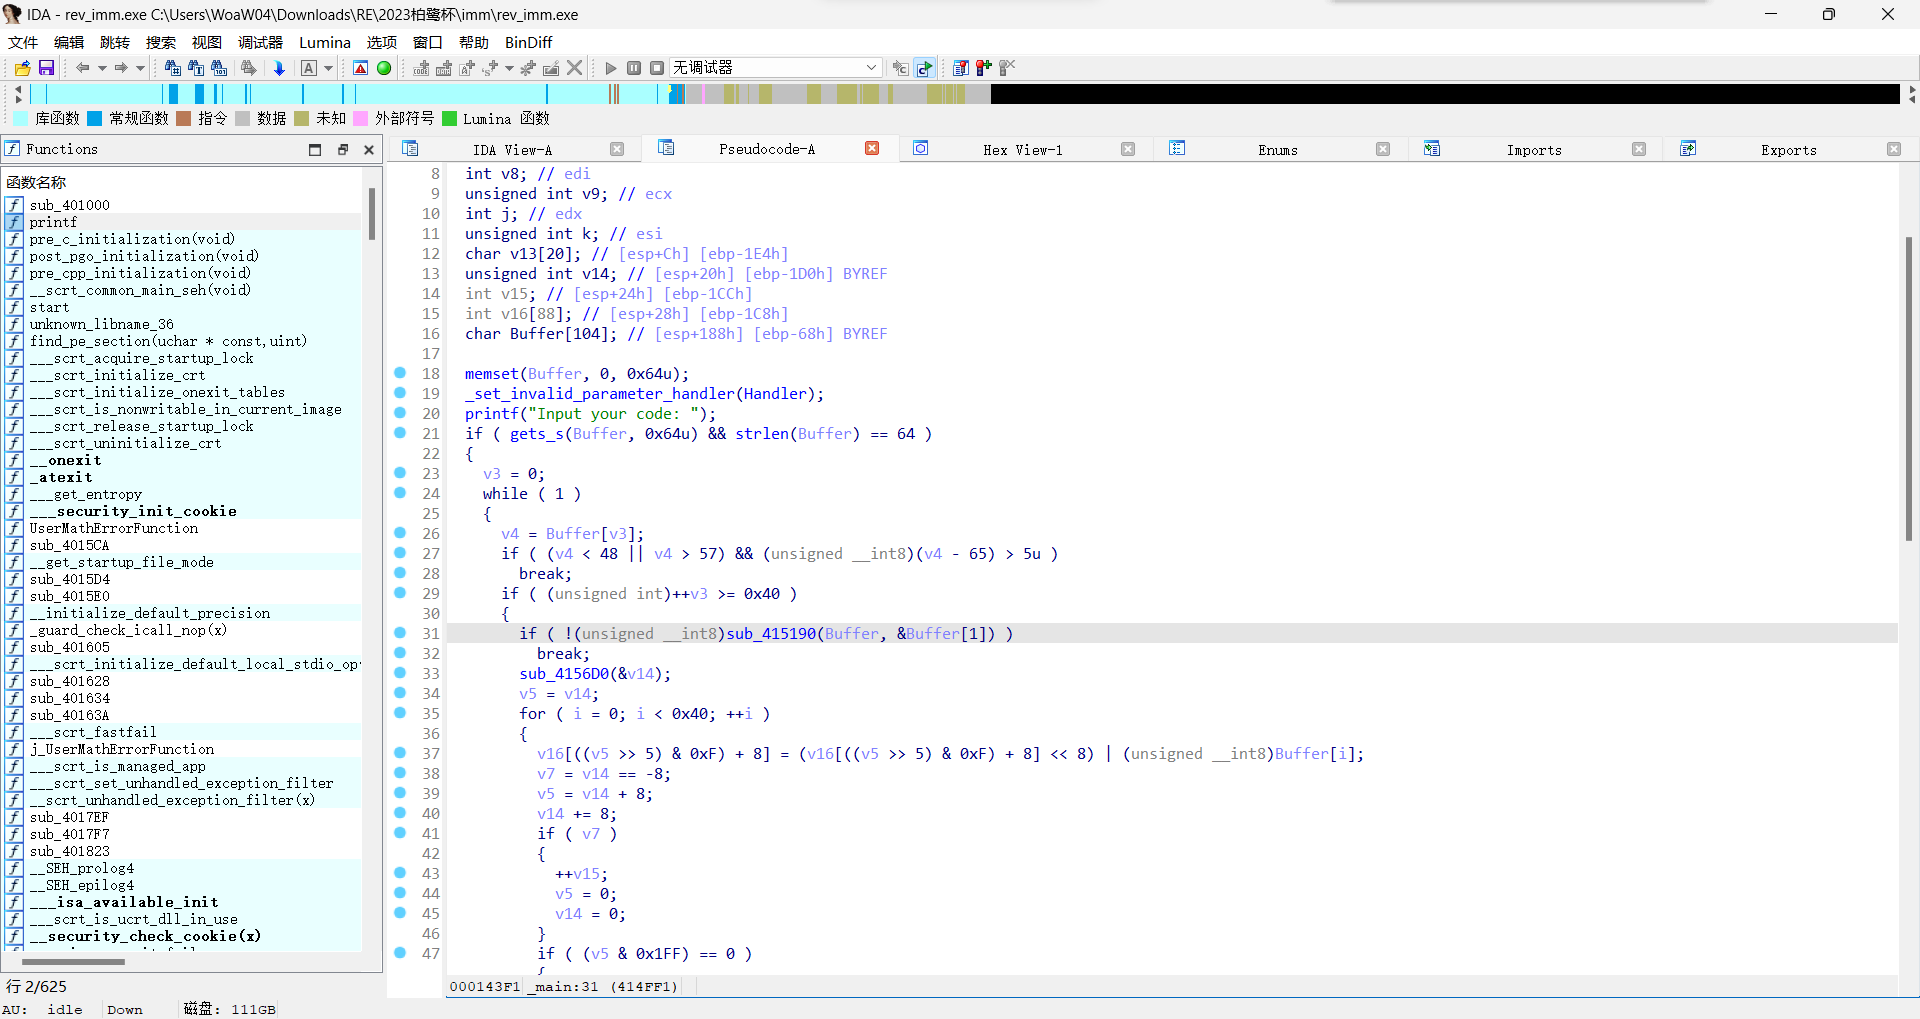 IDA - rev_imm.exe C:\Users\WoaW04\Downloads\RE\2023柏鹭杯\imm\rev_imm.exe
文件 编辑 跳转 搜索 视图 调试器 Lumina 选项 窗口 帮助 BinDiff
无调试器
库函数 常规函数 指令 数据 未知 外部符号 Lumina 函数
Functions
IDA View-A Pseudocode-A Hex View-1 Enums Imports Exports
函数名称
sub_401000
printf
pre_c_initialization(void)
post_pgo_initialization(void)
pre_cpp_initialization(void)
__scrt_common_main_seh(void)
start
unknown_libname_36
find_pe_section(uchar * const,uint)
___scrt_acquire_startup_lock
___scrt_initialize_crt
___scrt_initialize_onexit_tables
___scrt_is_nonwritable_in_current_image
___scrt_release_startup_lock
___scrt_uninitialize_crt
__onexit
_atexit
___get_entropy
___security_init_cookie
UserMathErrorFunction
sub_4015CA
__get_startup_file_mode
sub_4015D4
sub_4015E0
__initialize_default_precision
_guard_check_icall_nop(x)
sub_401605
___scrt_initialize_default_local_stdio_op
sub_401628
sub_401634
sub_40163A
___scrt_fastfail
j_UserMathErrorFunction
___scrt_is_managed_app
___scrt_set_unhandled_exception_filter
__scrt_unhandled_exception_filter(x)
sub_4017EF
sub_4017F7
sub_401823
__SEH_prolog4
__SEH_epilog4
___isa_available_init
___scrt_is_ucrt_dll_in_use
__security_check_cookie(x)
行 2/625
8 int v8; // edi
9 unsigned int v9; // ecx
10 int j; // edx
11 unsigned int k; // esi
12 char v13[20]; // [esp+Ch] [ebp-1E4h]
13 unsigned int v14; // [esp+20h] [ebp-1D0h] BYREF
14 int v15; // [esp+24h] [ebp-1CCh]
15 int v16[88]; // [esp+28h] [ebp-1C8h]
16 char Buffer[104]; // [esp+188h] [ebp-68h] BYREF
17
18 memset(Buffer, 0, 0x64u);
19 _set_invalid_parameter_handler(Handler);
20 printf("Input your code: ");
21 if ( gets_s(Buffer, 0x64u) && strlen(Buffer) == 64 )
22 {
23 v3 = 0;
24 while ( 1 )
25 {
26 v4 = Buffer[v3];
27 if ( (v4 < 48 || v4 > 57) && (unsigned __int8)(v4 - 65) > 5u )
28 break;
29 if ( (unsigned int)++v3 >= 0x40 )
30 {
31 if ( !(unsigned __int8)sub_415190(Buffer, &Buffer[1]) )
32 break;
33 sub_4156D0(&v14);
34 v5 = v14;
35 for ( i = 0; i < 0x40; ++i )
36 {
37 v16[((v5 >> 5) & 0xF) + 8] = (v16[((v5 >> 5) & 0xF) + 8] << 8) | (unsigned __int8)Buffer[i];
38 v7 = v14 == -8;
39 v5 = v14 + 8;
40 v14 += 8;
41 if ( v7 )
42 {
43 ++v15;
44 v5 = 0;
45 v14 = 0;
46 }
47 if ( (v5 & 0x1FF) == 0 )
000143F1 _main:31 (414FF1)
AU: idle Down 磁盘: 111GB